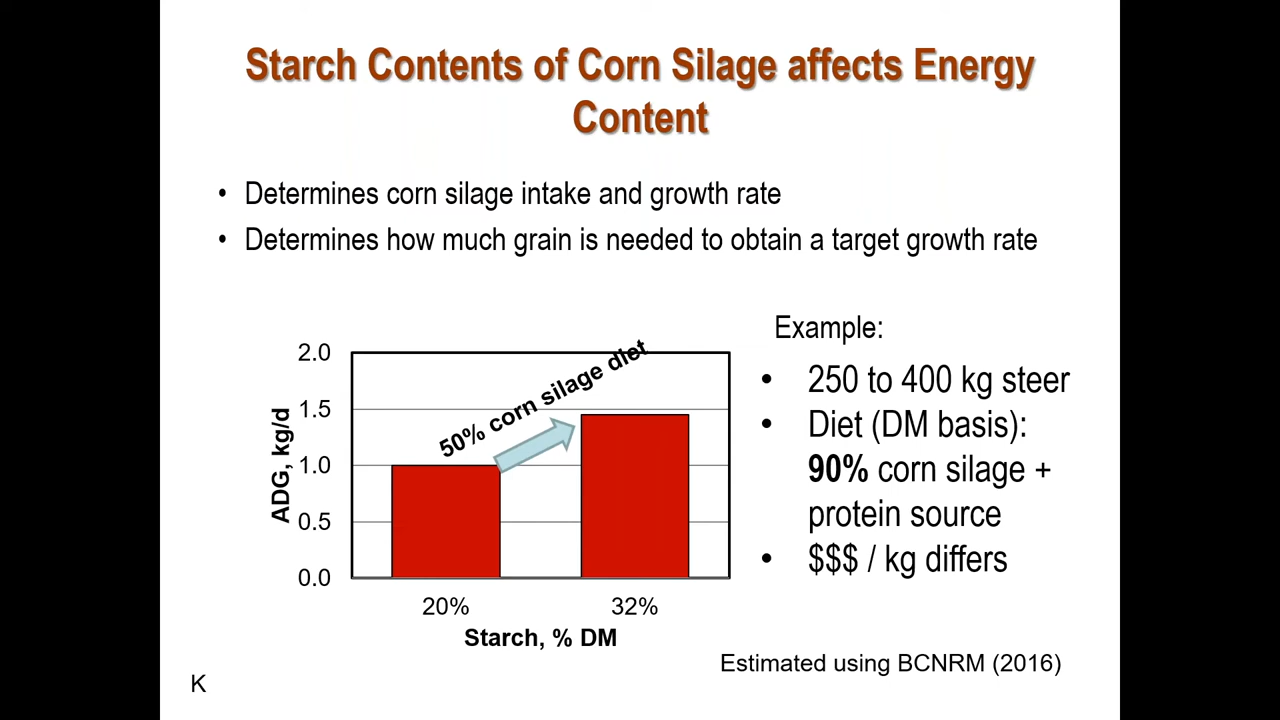 Starch Contents of Corn Silage affects Energy
Content
• Determines corn silage intake and growth rate
• Determines how much grain is needed to obtain a target growth rate
2.0
1.5
1.0
0.5
0.0
ADG, kg/d
50% corn silage diet
20%
32%
Starch, % DM
Example:
• 250 to 400 kg steer
• Diet (DM basis):
90% corn silage +
protein source
• $$$ / kg differs
Estimated using BCNRM (2016)
K